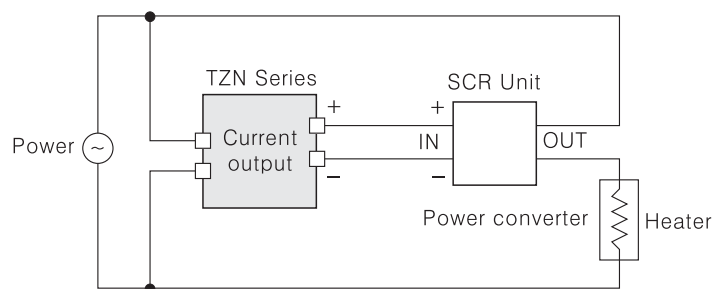 TZN Series
SCR Unit
+
+
Power
~
Current
output
IN
OUT
−
−
Power converter
Heater